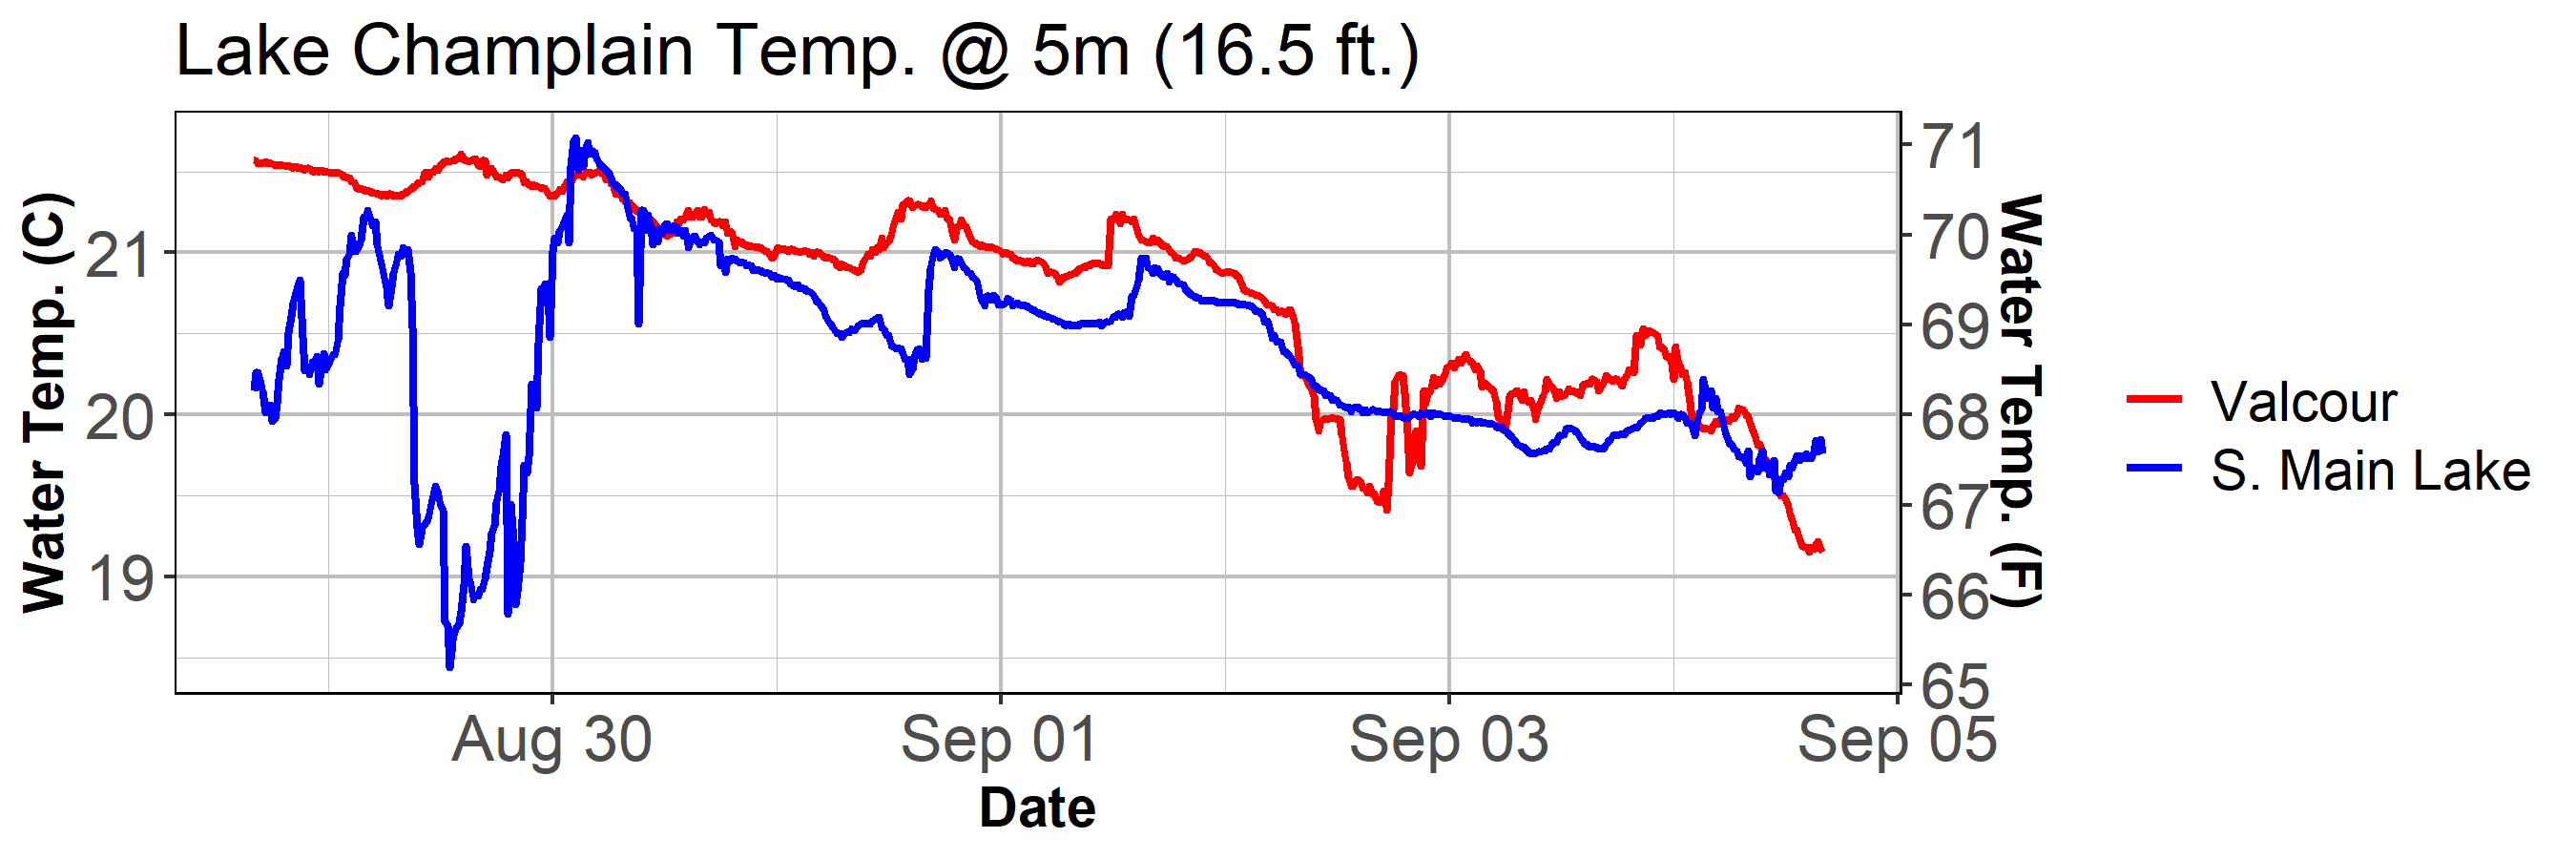 Lake Champlain Temp. @ 5m (16.5 ft.)
Water Temp. (C)
21
20
19
71
70
69
68
67
66
65
Water Temp. (F)
Aug 30
Sep 01
Sep 03
Sep 05
Date
Valcour
S. Main Lake